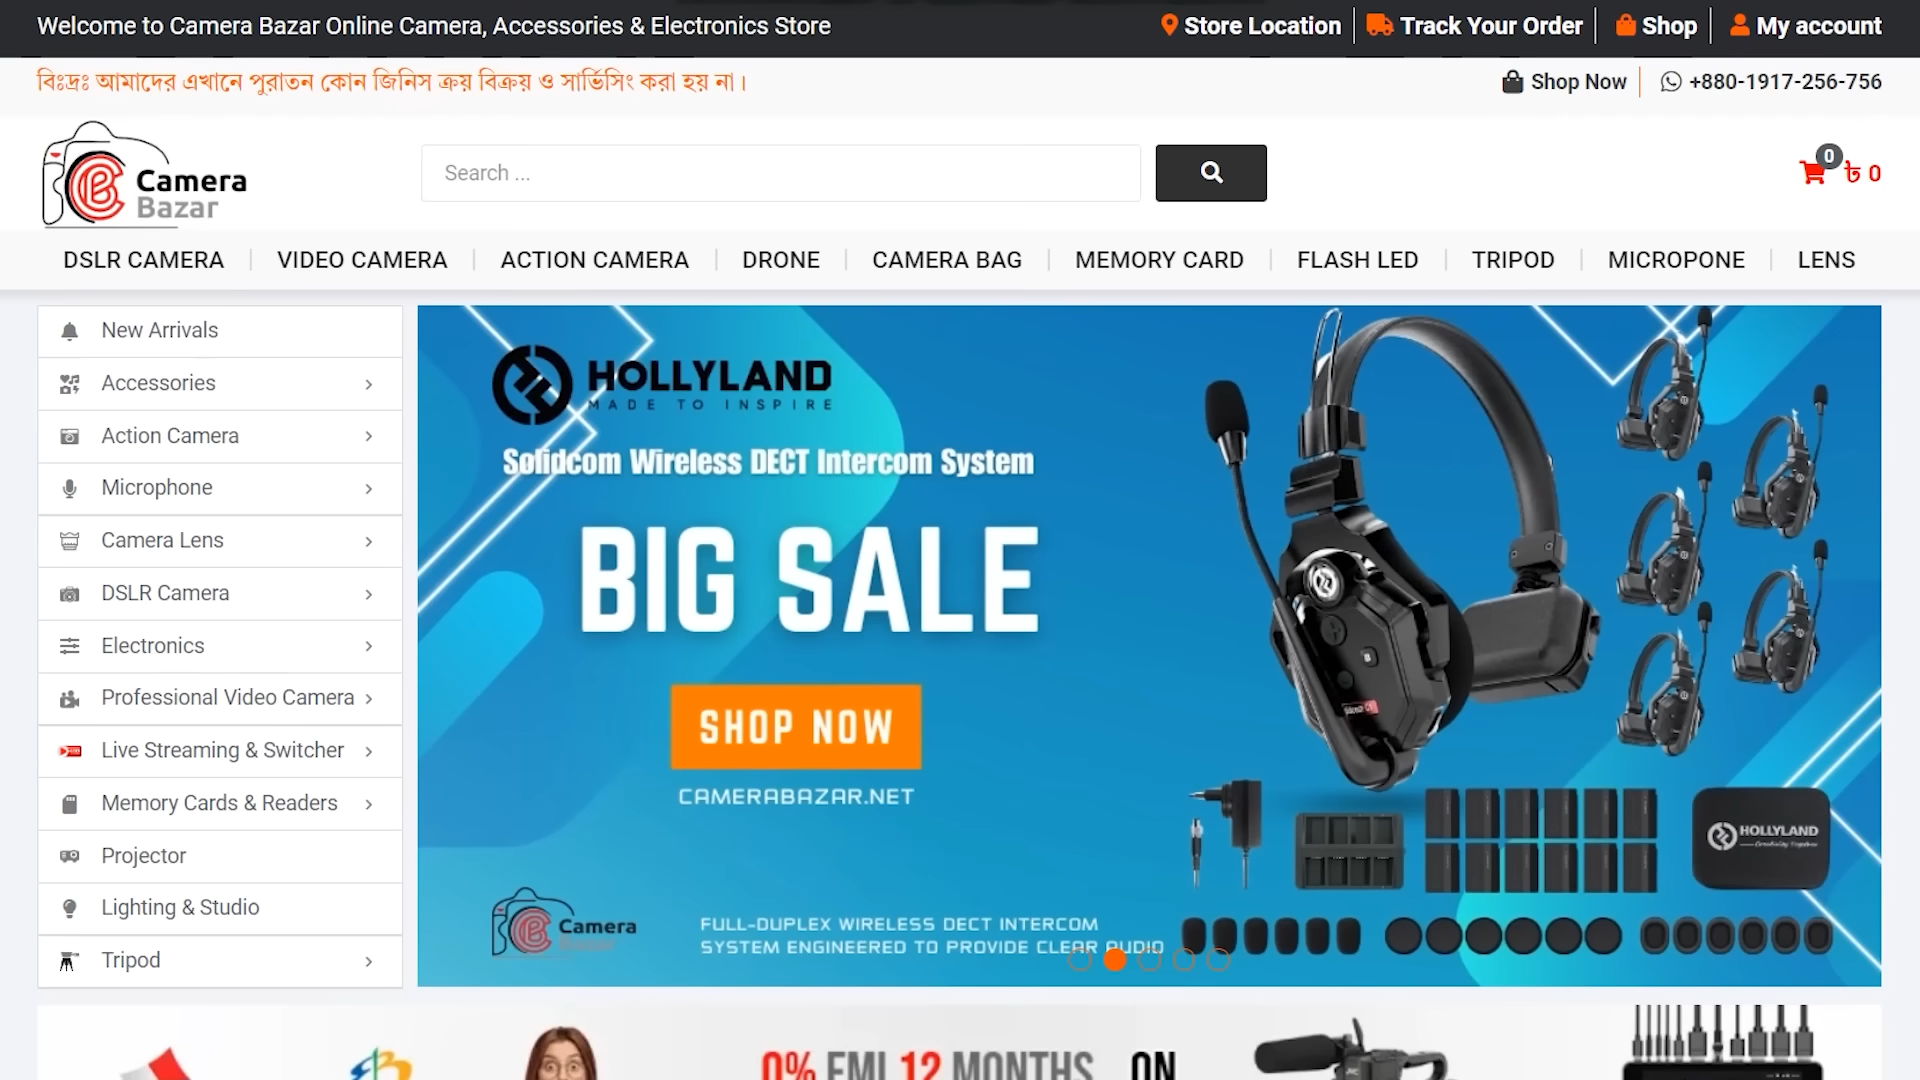 Welcome to Camera Bazar Online Camera, Accessories & Electronics Store
Store Location
Track Your Order
Shop
My account
বিঃদ্রঃ আমাদের এখানে পুরাতন কোন জিনিস ক্রয় বিক্রয় ও সার্ভিসিং করা হয় না।
Shop Now
+880-1917-256-756
Camera
Bazar
Search ...
0
৳ 0
DSLR CAMERA
VIDEO CAMERA
ACTION CAMERA
DRONE
CAMERA BAG
MEMORY CARD
FLASH LED
TRIPOD
MICROPONE
LENS
New Arrivals
Accessories
Action Camera
Microphone
Camera Lens
DSLR Camera
Electronics
Professional Video Camera
Live Streaming & Switcher
Memory Cards & Readers
Projector
Lighting & Studio
Tripod
HOLLYLAND
MADE TO INSPIRE
Solidcom Wireless DECT Intercom System
BIG SALE
SHOP NOW
CAMERABAZAR.NET
Camera
Bazar
FULL-DUPLEX WIRELESS DECT INTERCOM
SYSTEM ENGINEERED TO PROVIDE CLEAR AUDIO
HOLLYLAND
0% EMI 12 MONTHS ON